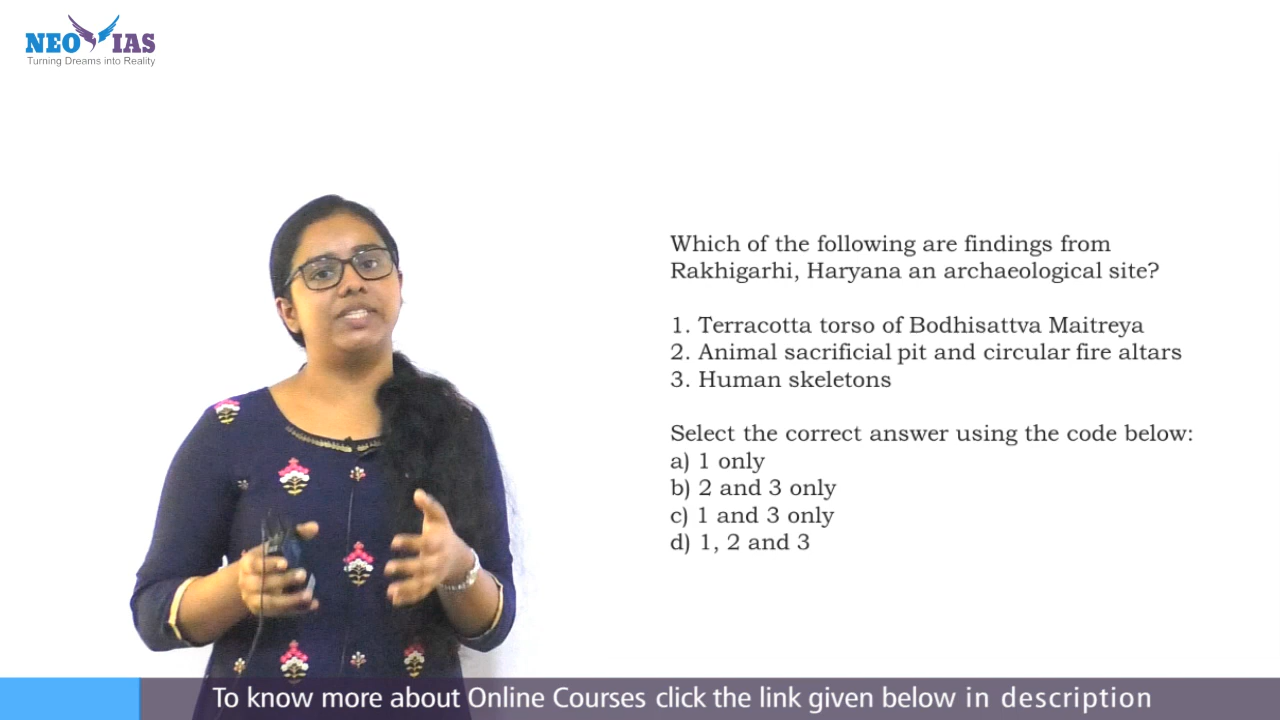 NEO IAS
Turning Dreams into Reality
Which of the following are findings from
Rakhigarhi, Haryana an archaeological site?
1. Terracotta torso of Bodhisattva Maitreya
2. Animal sacrificial pit and circular fire altars
3. Human skeletons
Select the correct answer using the code below:
a) 1 only
b) 2 and 3 only
c) 1 and 3 only
d) 1, 2 and 3
To know more about Online Courses click the link given below in description